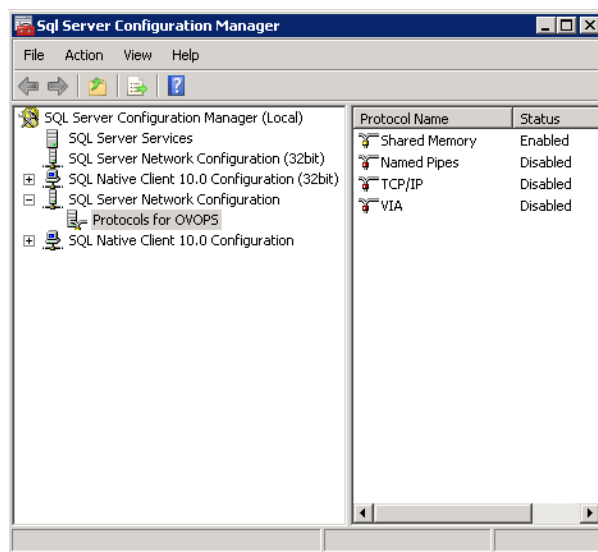 Sql Server Configuration Manager
File Action View Help
SQL Server Configuration Manager (Local)
SQL Server Services
SQL Server Network Configuration (32bit)
SQL Native Client 10.0 Configuration (32bit)
SQL Server Network Configuration
Protocols for OVOPS
SQL Native Client 10.0 Configuration
Protocol Name Status
Shared Memory Enabled
Named Pipes Disabled
TCP/IP Disabled
VIA Disabled